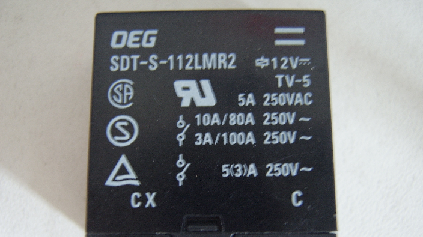 OEG
SDT-S-112LMR2 12V
TV-5
5A 250VAC
10A/80A 250V~
3A/100A 250V~
5(3)A 250V~
CX C